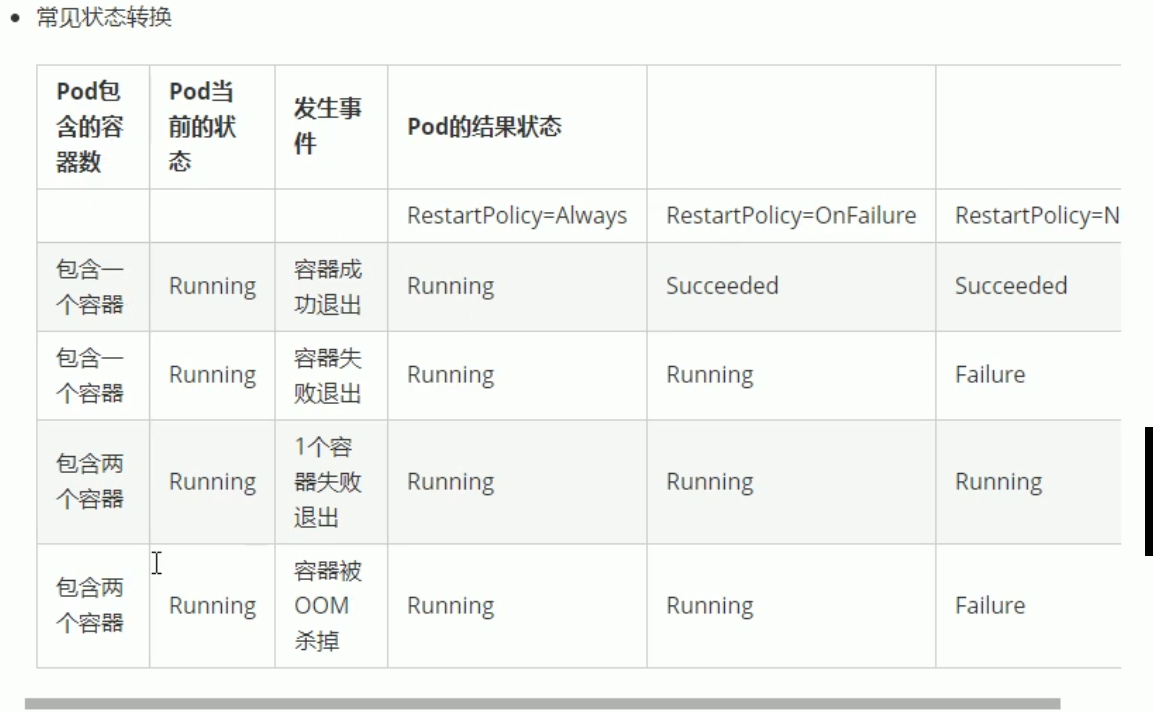 常见状态转换
Pod包含的容器数 Pod当前的状态 发生事件 Pod的结果状态
RestartPolicy=Always RestartPolicy=OnFailure RestartPolicy=N
包含一个容器 Running 容器成功退出 Running Succeeded Succeeded
包含一个容器 Running 容器失败退出 Running Running Failure
包含两个容器 Running 1个容器失败退出 Running Running Running
包含两个容器 Running 容器被OOM杀掉 Running Running Failure